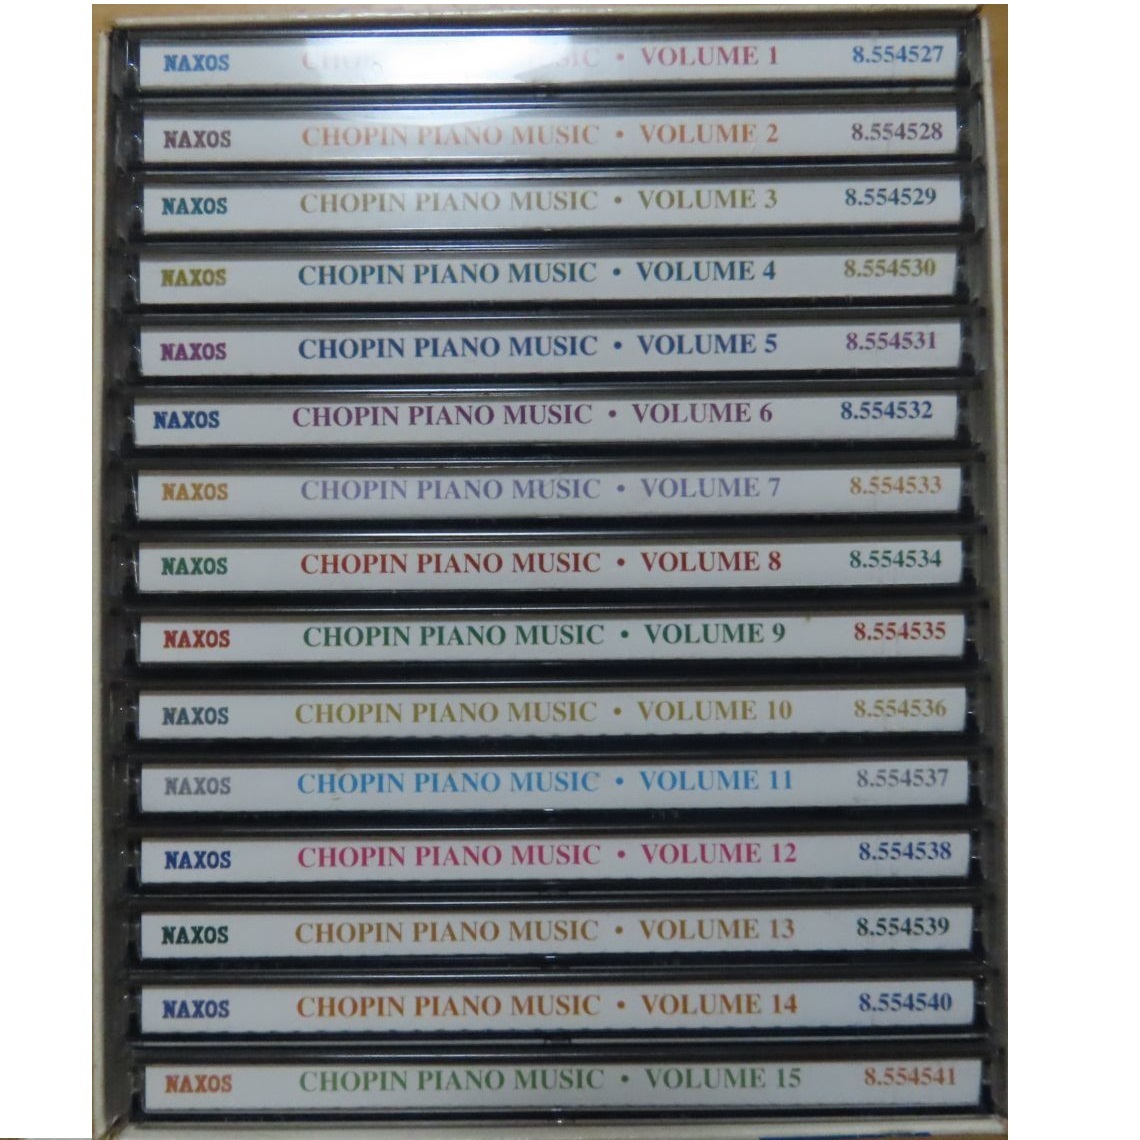 NAXOS CHOPIN PIANO MUSIC • VOLUME 1 8.554527
NAXOS CHOPIN PIANO MUSIC • VOLUME 2 8.554528
NAXOS CHOPIN PIANO MUSIC • VOLUME 3 8.554529
NAXOS CHOPIN PIANO MUSIC • VOLUME 4 8.554530
NAXOS CHOPIN PIANO MUSIC • VOLUME 5 8.554531
NAXOS CHOPIN PIANO MUSIC • VOLUME 6 8.554532
NAXOS CHOPIN PIANO MUSIC • VOLUME 7 8.554533
NAXOS CHOPIN PIANO MUSIC • VOLUME 8 8.554534
NAXOS CHOPIN PIANO MUSIC • VOLUME 9 8.554535
NAXOS CHOPIN PIANO MUSIC • VOLUME 10 8.554536
NAXOS CHOPIN PIANO MUSIC • VOLUME 11 8.554537
NAXOS CHOPIN PIANO MUSIC • VOLUME 12 8.554538
NAXOS CHOPIN PIANO MUSIC • VOLUME 13 8.554539
NAXOS CHOPIN PIANO MUSIC • VOLUME 14 8.554540
NAXOS CHOPIN PIANO MUSIC • VOLUME 15 8.554541